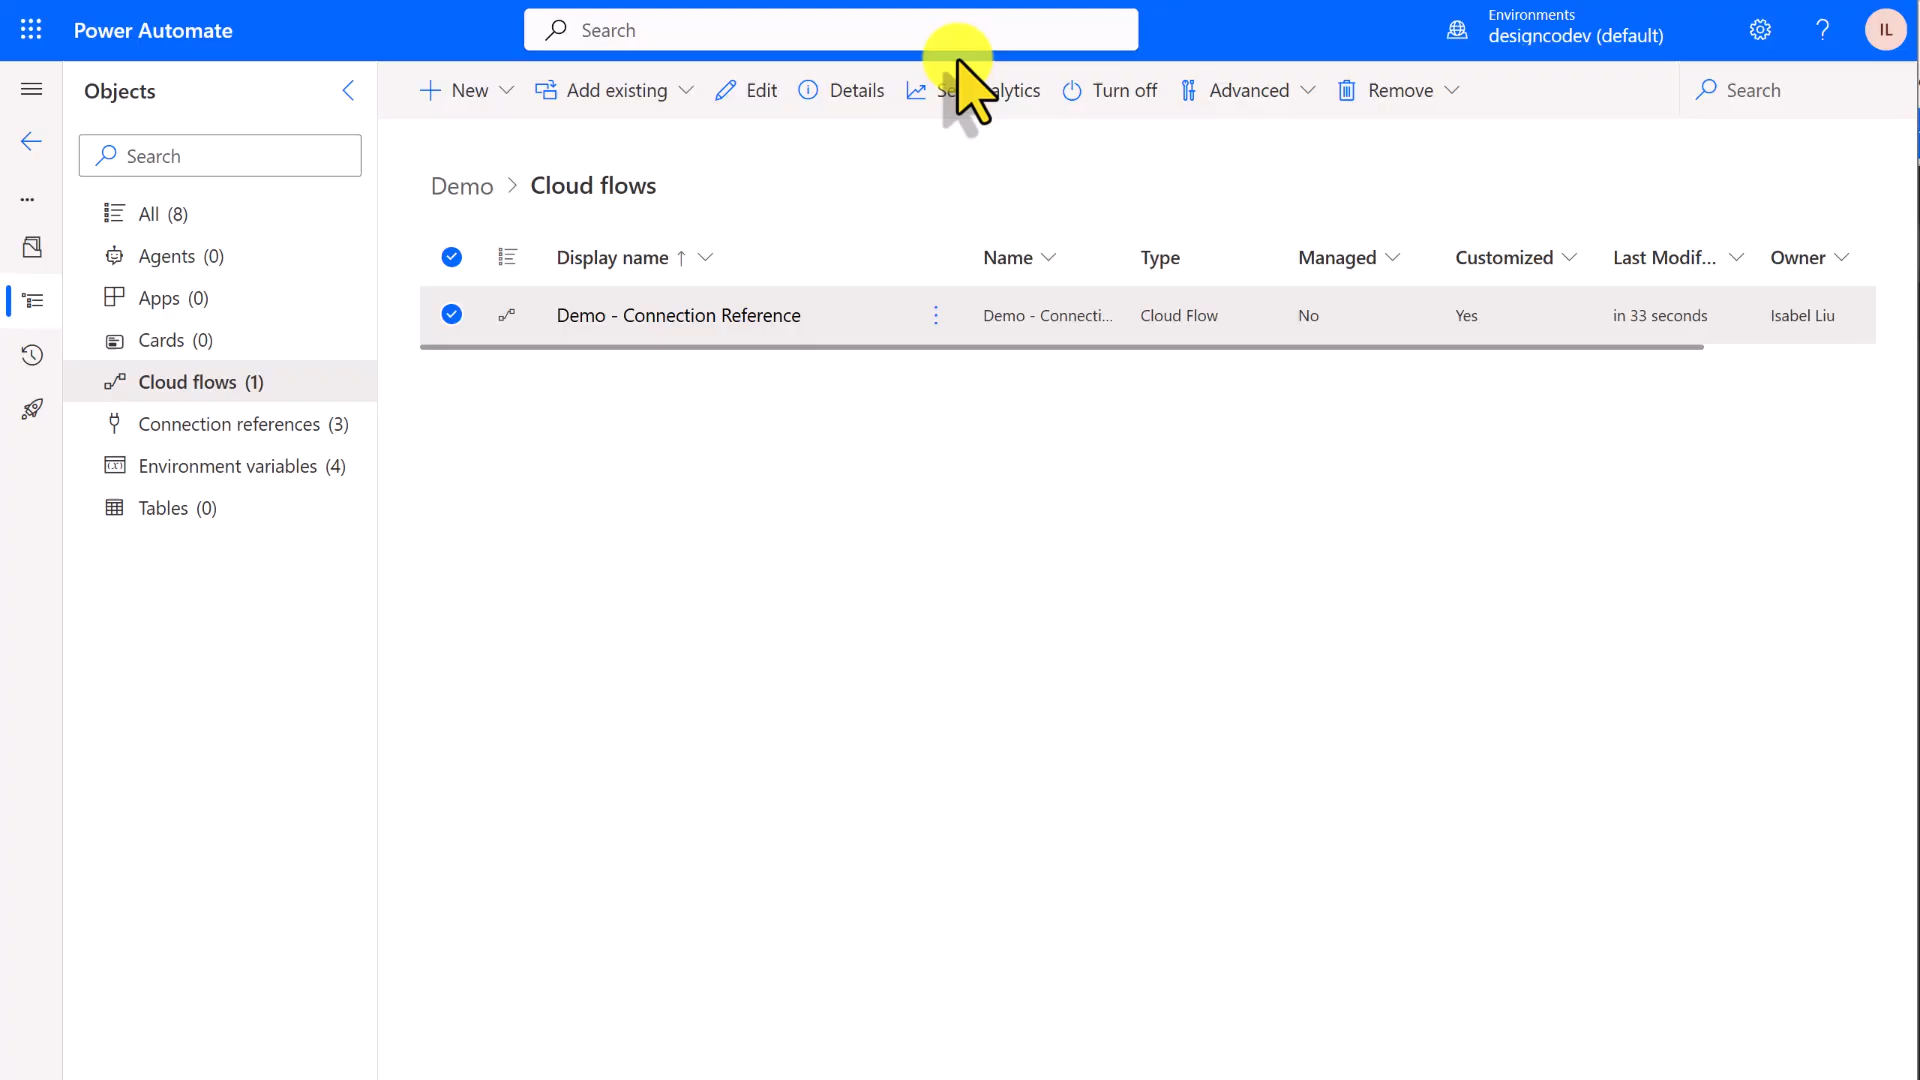 Power Automate
Search
Environments
designcodev (default)
IL
Objects
New
Add existing
Edit
Details
Turn off
Advanced
Remove
Search
Search
Demo > Cloud flows
All (8)
Agents (0)
Apps (0)
Cards (0)
Cloud flows (1)
Connection references (3)
Environment variables (4)
Tables (0)
Display name ↑
Name
Type
Managed
Customized
Last Modif...
Owner
Demo - Connection Reference
Demo - Connecti...
Cloud Flow
No
Yes
in 33 seconds
Isabel Liu